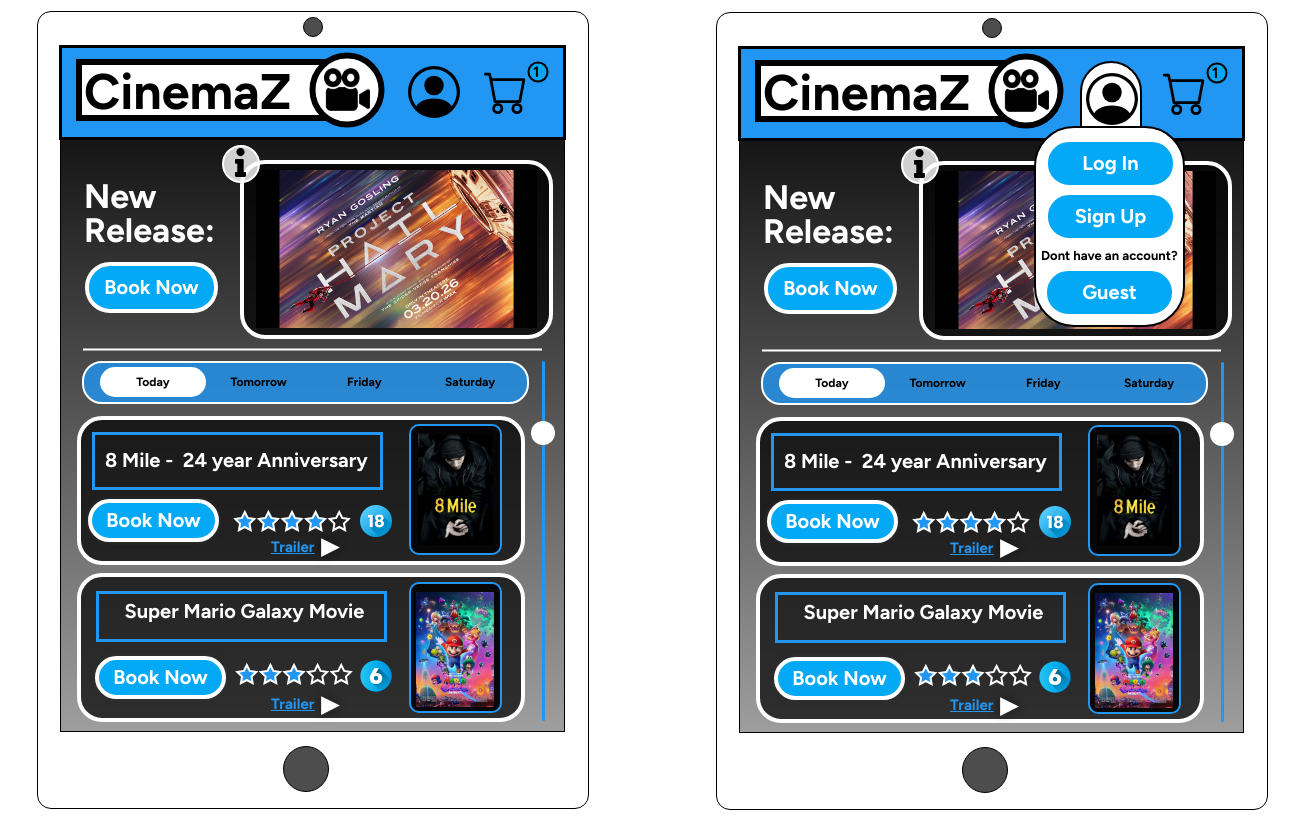 CinemaZ
1
New
Release:
Book Now
i
RYAN GOSLING
PROJECT
HAIL
MARY
03.20.26
Today Tomorrow Friday Saturday
8 Mile - 24 year Anniversary
Book Now
18
Trailer
8 Mile
Super Mario Galaxy Movie
Book Now
6
Trailer
CinemaZ
1
Log In
Sign Up
Dont have an account?
Guest
New
Release:
Book Now
i
RYAN GO
PRO
H
M
Today Tomorrow Friday Saturday
8 Mile - 24 year Anniversary
Book Now
18
Trailer
8 Mile
Super Mario Galaxy Movie
Book Now
6
Trailer